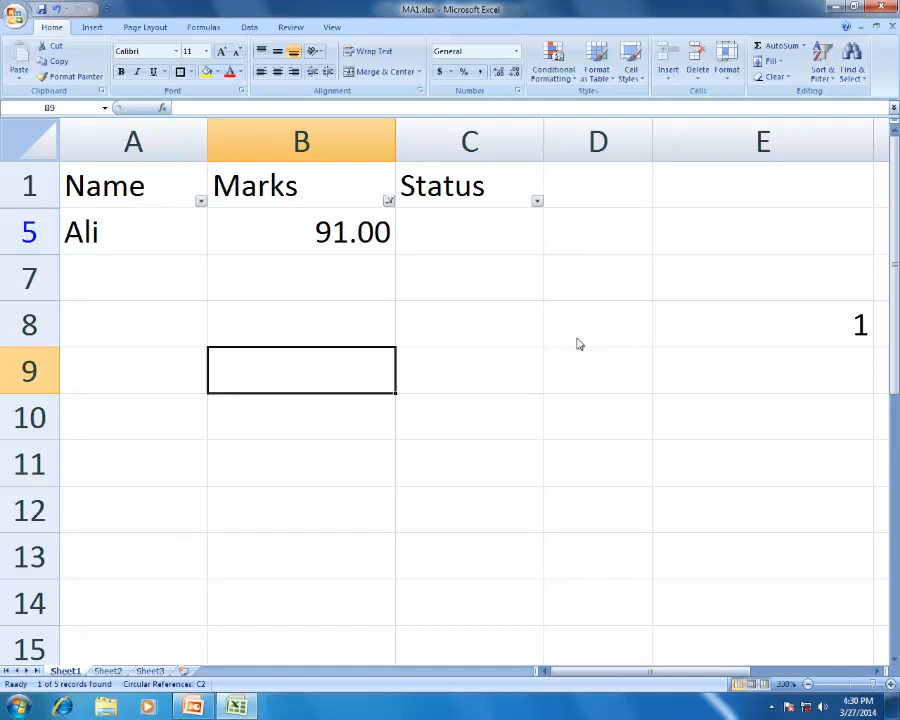 MA1.xlsx - Microsoft Excel
Home Insert Page Layout Formulas Data Review View
Paste
Cut
Copy
Format Painter
Clipboard
Calibri 11
B I U
Font
Wrap Text
Merge & Center
Alignment
General
$ % ,
Number
Conditional Formatting
Format as Table
Cell Styles
Styles
Insert Delete Format
Cells
Σ AutoSum
Fill
Clear
Sort & Filter
Find & Select
Editing
B9 fx
A B C D E
1 Name Marks Status
5 Ali 91.00
7
8 1
9
10
11
12
13
14
15
Sheet1 Sheet2 Sheet3
Ready 1 of 5 records found Circular References: C2 330%
4:30 PM
3/27/2014